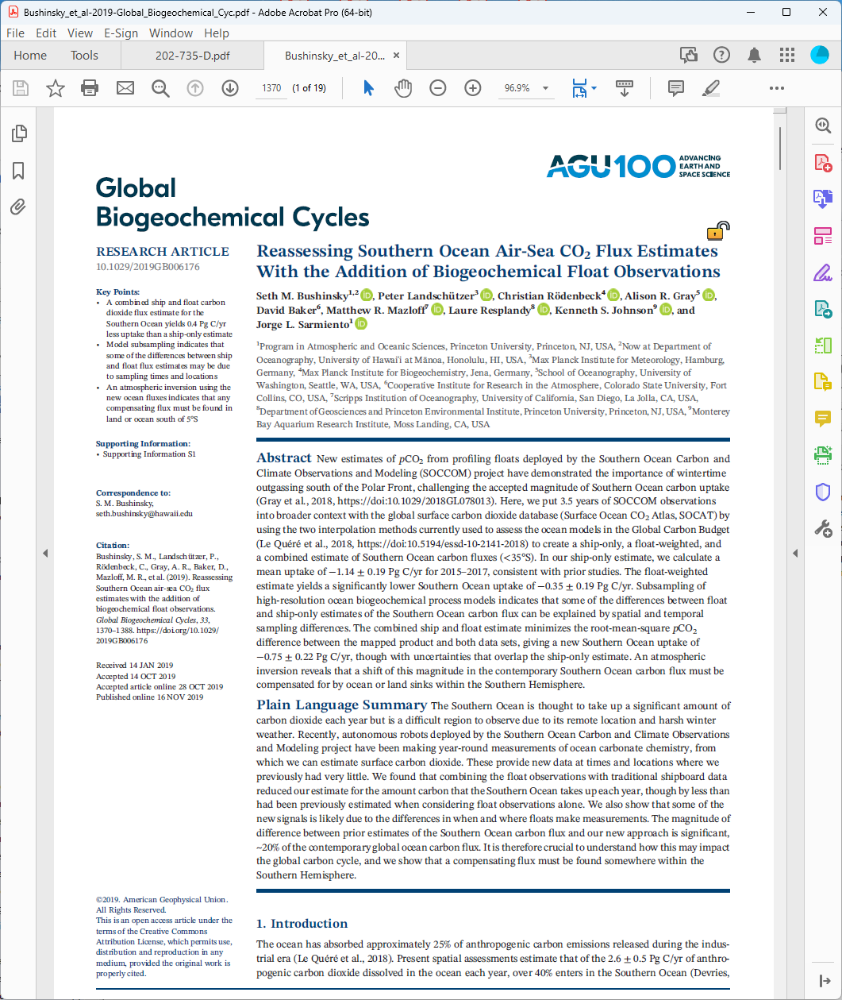 Bushinsky_et_al-2019-Global_Biogeochemical_Cyc.pdf - Adobe Acrobat Pro (64-bit)
File Edit View E-Sign Window Help
Home Tools 202-735-D.pdf Bushinsky_et_al-20... ×
1370 (1 of 19) 96.9%
AGU100 ADVANCING
EARTH AND
SPACE SCIENCE
Global
Biogeochemical Cycles
RESEARCH ARTICLE
10.1029/2019GB006176
Key Points:
• A combined ship and float carbon
dioxide flux estimate for the
Southern Ocean yields 0.4 Pg C/yr
less uptake than a ship-only estimate
• Model subsampling indicates that
some of the differences between ship
and float flux estimates may be due
to sampling times and locations
• An atmospheric inversion using the
new ocean fluxes indicates that any
compensating flux must be found in
land or ocean south of 5°S
Supporting Information:
• Supporting Information S1
Correspondence to:
S. M. Bushinsky,
seth.bushinsky@hawaii.edu
Citation:
Bushinsky, S. M., Landschützer, P.,
Rödenbeck, C., Gray, A. R., Baker, D.,
Mazloff, M. R., et al. (2019). Reassessing
Southern Ocean air-sea CO₂ flux
estimates with the addition of
biogeochemical float observations.
Global Biogeochemical Cycles, 33,
1370–1388. https://doi.org/10.1029/
2019GB006176
Received 14 JAN 2019
Accepted 14 OCT 2019
Accepted article online 28 OCT 2019
Published online 16 NOV 2019
©2019. American Geophysical Union.
All Rights Reserved.
This is an open access article under the
terms of the Creative Commons
Attribution License, which permits use,
distribution and reproduction in any
medium, provided the original work is
properly cited.
Reassessing Southern Ocean Air-Sea CO₂ Flux Estimates
With the Addition of Biogeochemical Float Observations
Seth M. Bushinsky¹,² iD, Peter Landschützer³ iD, Christian Rödenbeck⁴ iD, Alison R. Gray⁵ iD,
David Baker⁶, Matthew R. Mazloff⁷ iD, Laure Resplandy⁸ iD, Kenneth S. Johnson⁹ iD, and
Jorge L. Sarmiento¹ iD
¹Program in Atmospheric and Oceanic Sciences, Princeton University, Princeton, NJ, USA, ²Now at Department of
Oceanography, University of Hawai'i at Mānoa, Honolulu, HI, USA, ³Max Planck Institute for Meteorology, Hamburg,
Germany, ⁴Max Planck Institute for Biogeochemistry, Jena, Germany, ⁵School of Oceanography, University of
Washington, Seattle, WA, USA, ⁶Cooperative Institute for Research in the Atmosphere, Colorado State University, Fort
Collins, CO, USA, ⁷Scripps Institution of Oceanography, University of California, San Diego, La Jolla, CA, USA,
⁸Department of Geosciences and Princeton Environmental Institute, Princeton University, Princeton, NJ, USA, ⁹Monterey
Bay Aquarium Research Institute, Moss Landing, CA, USA
Abstract New estimates of pCO₂ from profiling floats deployed by the Southern Ocean Carbon and
Climate Observations and Modeling (SOCCOM) project have demonstrated the importance of wintertime
outgassing south of the Polar Front, challenging the accepted magnitude of Southern Ocean carbon uptake
(Gray et al., 2018, https://doi:10.1029/2018GL078013). Here, we put 3.5 years of SOCCOM observations
into broader context with the global surface carbon dioxide database (Surface Ocean CO₂ Atlas, SOCAT) by
using the two interpolation methods currently used to assess the ocean models in the Global Carbon Budget
(Le Quéré et al., 2018, https://doi:10.5194/essd-10-2141-2018) to create a ship-only, a float-weighted, and
a combined estimate of Southern Ocean carbon fluxes (<35°S). In our ship-only estimate, we calculate a
mean uptake of −1.14 ± 0.19 Pg C/yr for 2015–2017, consistent with prior studies. The float-weighted
estimate yields a significantly lower Southern Ocean uptake of −0.35 ± 0.19 Pg C/yr. Subsampling of
high-resolution ocean biogeochemical process models indicates that some of the differences between float
and ship-only estimates of the Southern Ocean carbon flux can be explained by spatial and temporal
sampling differences. The combined ship and float estimate minimizes the root-mean-square pCO₂
difference between the mapped product and both data sets, giving a new Southern Ocean uptake of
−0.75 ± 0.22 Pg C/yr, though with uncertainties that overlap the ship-only estimate. An atmospheric
inversion reveals that a shift of this magnitude in the contemporary Southern Ocean carbon flux must be
compensated for by ocean or land sinks within the Southern Hemisphere.
Plain Language Summary The Southern Ocean is thought to take up a significant amount of
carbon dioxide each year but is a difficult region to observe due to its remote location and harsh winter
weather. Recently, autonomous robots deployed by the Southern Ocean Carbon and Climate Observations
and Modeling project have been making year-round measurements of ocean carbonate chemistry, from
which we can estimate surface carbon dioxide. These provide new data at times and locations where we
previously had very little. We found that combining the float observations with traditional shipboard data
reduced our estimate for the amount carbon that the Southern Ocean takes up each year, though by less than
had been previously estimated when considering float observations alone. We also show that some of the
new signals is likely due to the differences in when and where floats make measurements. The magnitude of
difference between prior estimates of the Southern Ocean carbon flux and our new approach is significant,
~20% of the contemporary global ocean carbon flux. It is therefore crucial to understand how this may impact
the global carbon cycle, and we show that a compensating flux must be found somewhere within the
Southern Hemisphere.
1. Introduction
The ocean has absorbed approximately 25% of anthropogenic carbon emissions released during the indus-
trial era (Le Quéré et al., 2018). Present spatial assessments estimate that of the 2.6 ± 0.5 Pg C/yr of anthro-
pogenic carbon dioxide dissolved in the ocean each year, over 40% enters in the Southern Ocean (Devries,